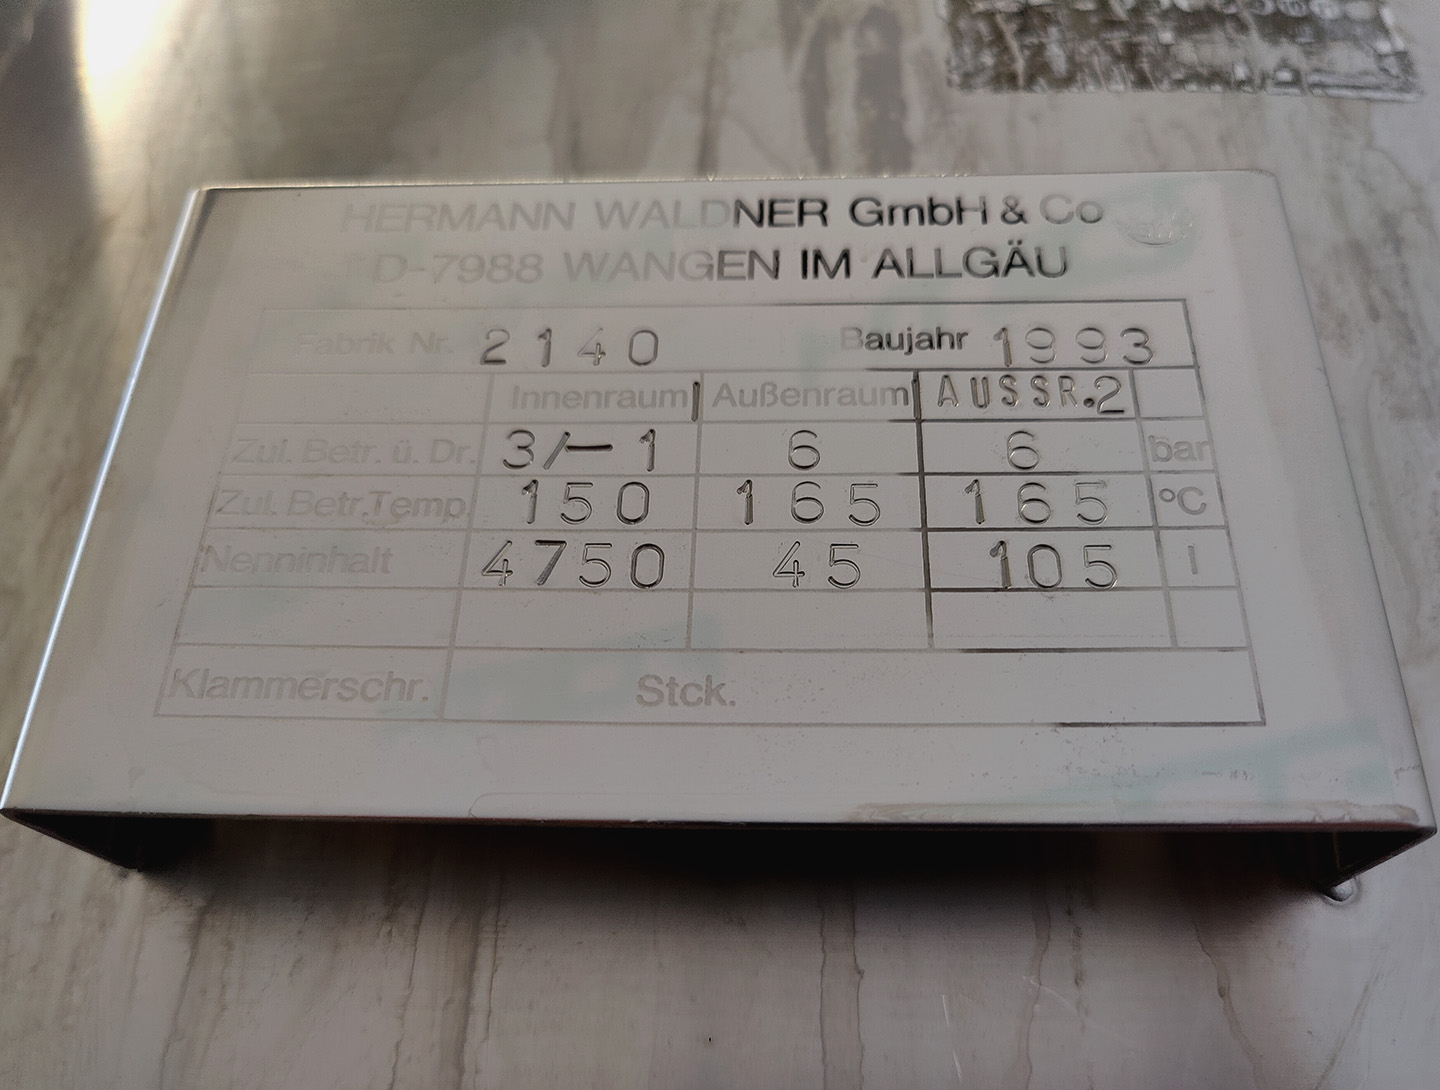 HERMANN WALDNER GmbH & Co
D-7988 WANGEN IM ALLGÄU
Fabrik Nr. 2140 Baujahr 1993
Innenraum Außenraum AUSSR.2
Zul. Betr. ü. Dr. 3/-1 6 6 bar
Zul. Betr.Temp. 150 165 165 °C
Nenninhalt 4750 45 105 l
Klammerschr. Stck.